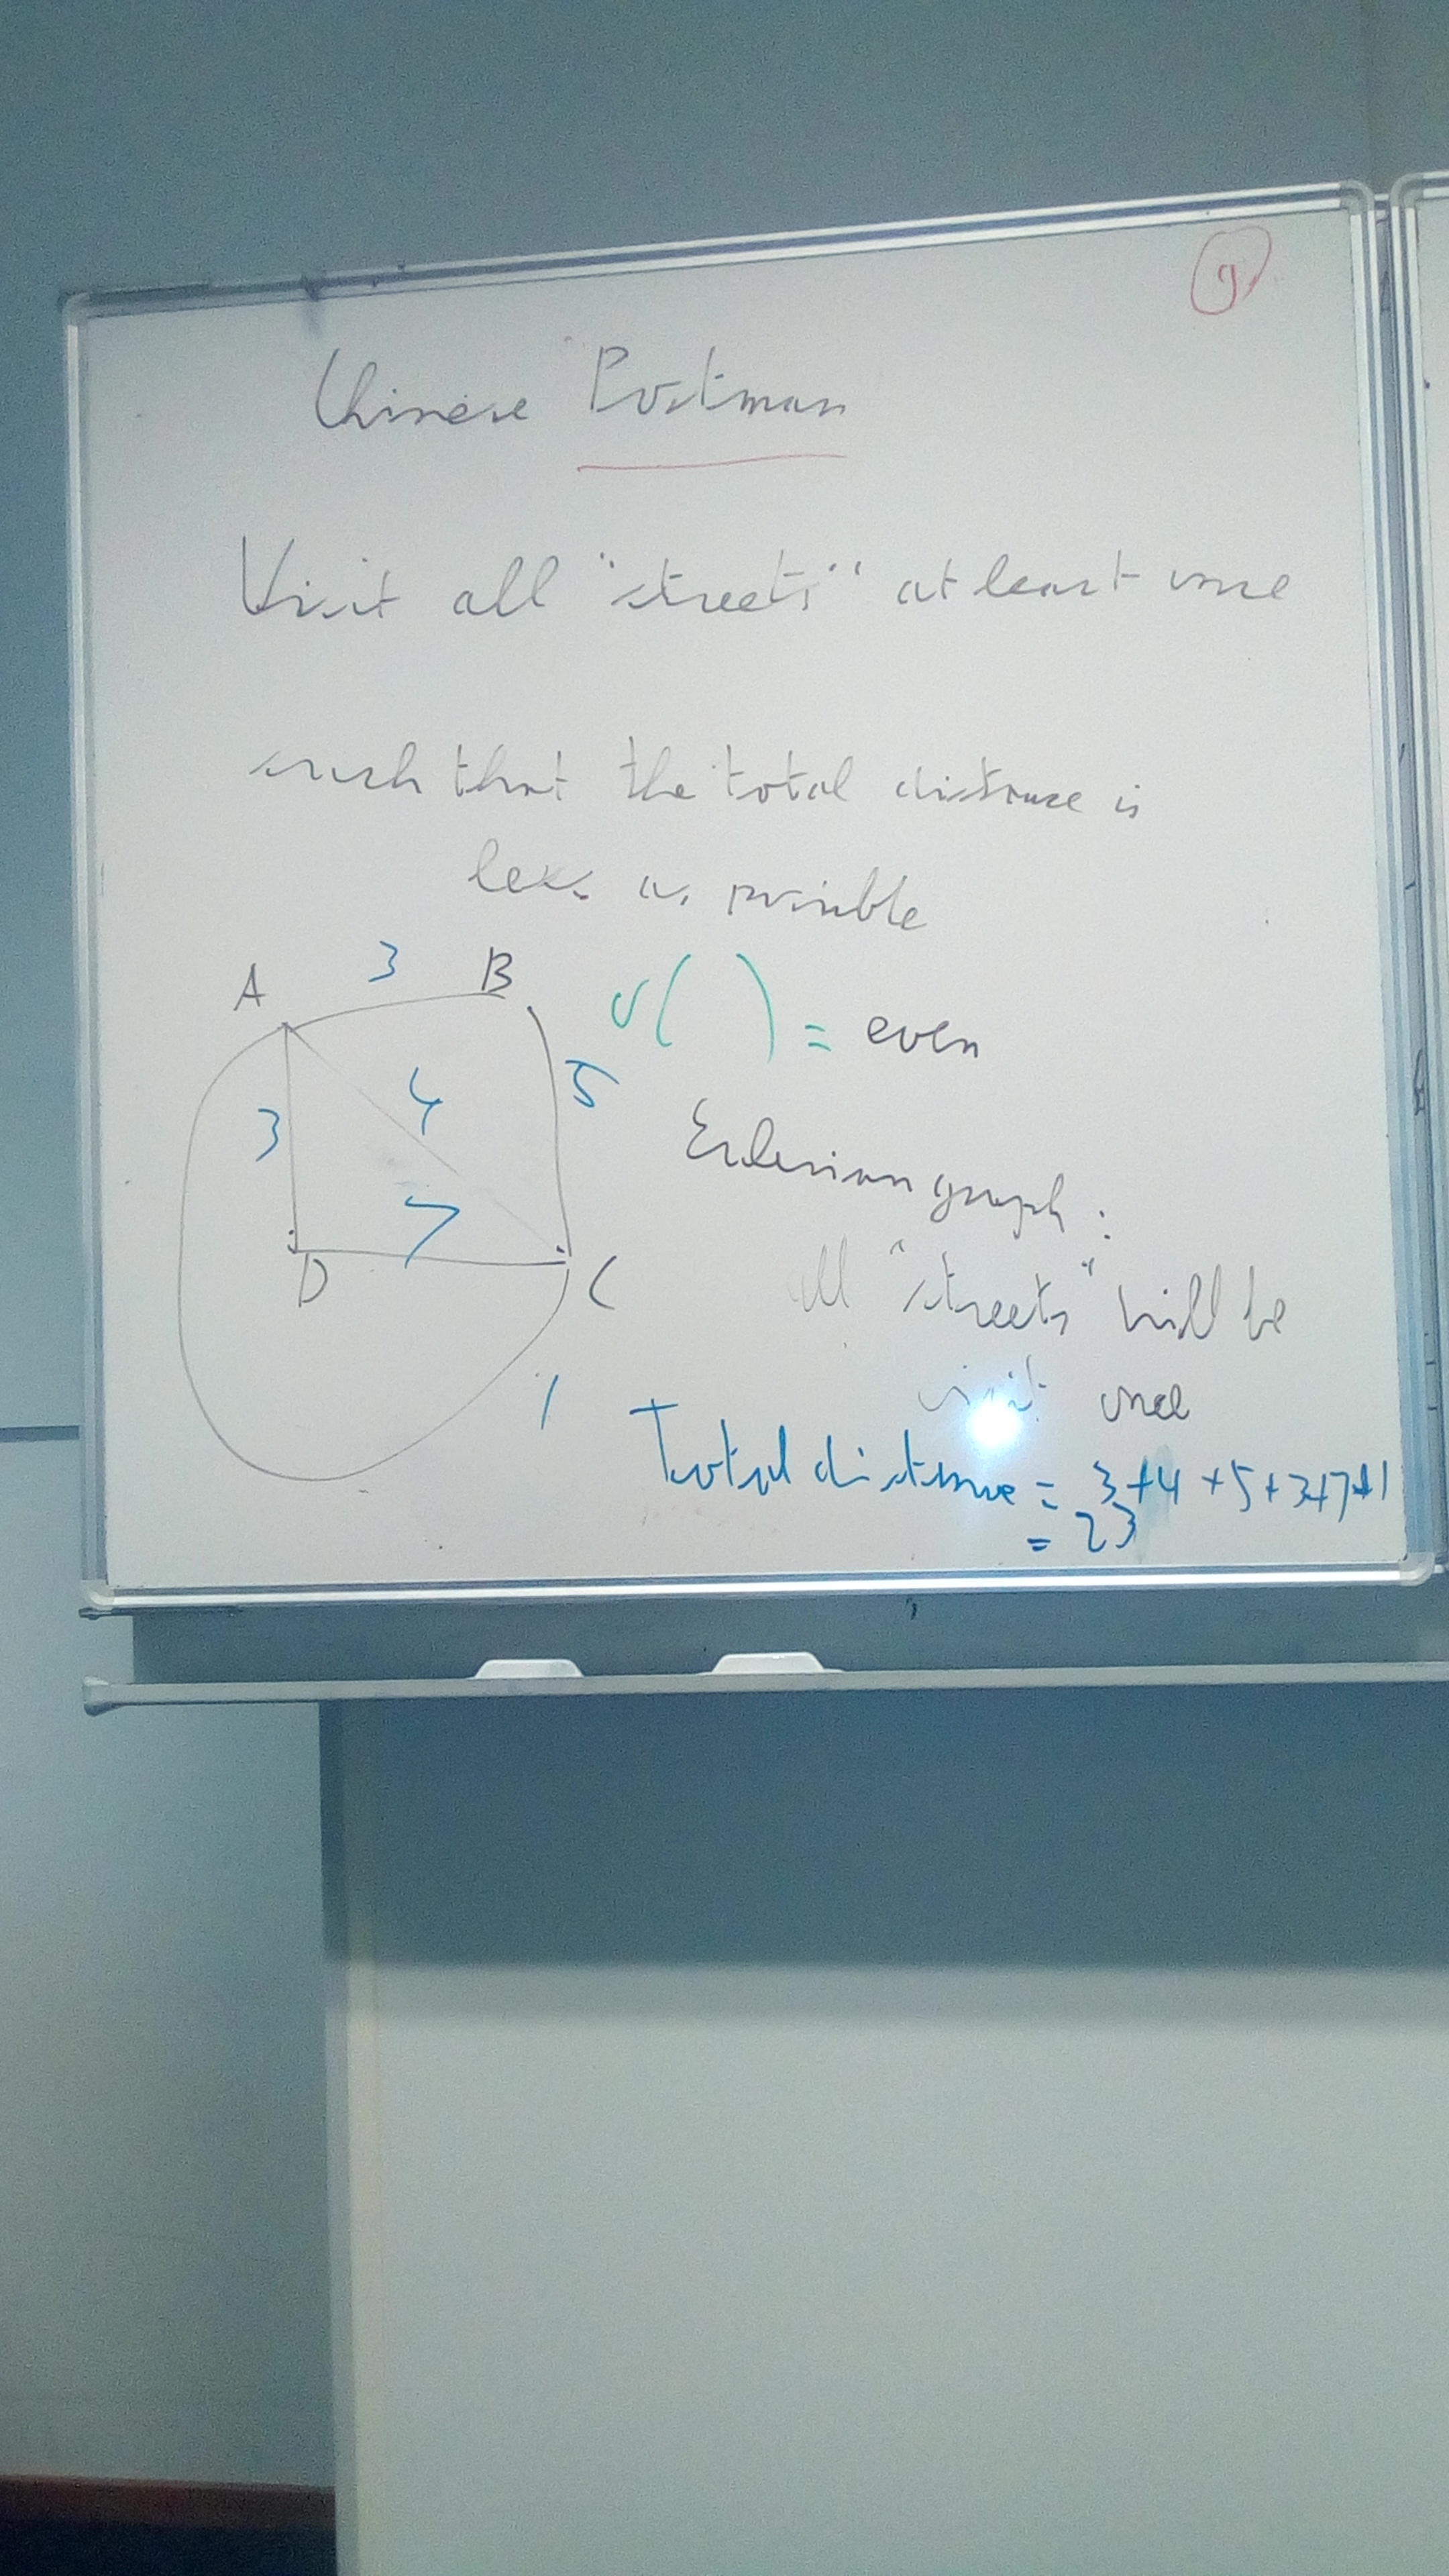 9
Chinese Postman
Visit all "streets" at least once
such that the total distance is
less as possible
A 3 B
v( ) = even
3 4 5
Eulerian graph :
7
D C
all "streets" will be
visit once
1
Total distance = 3+4+5+3+7+1
= 23